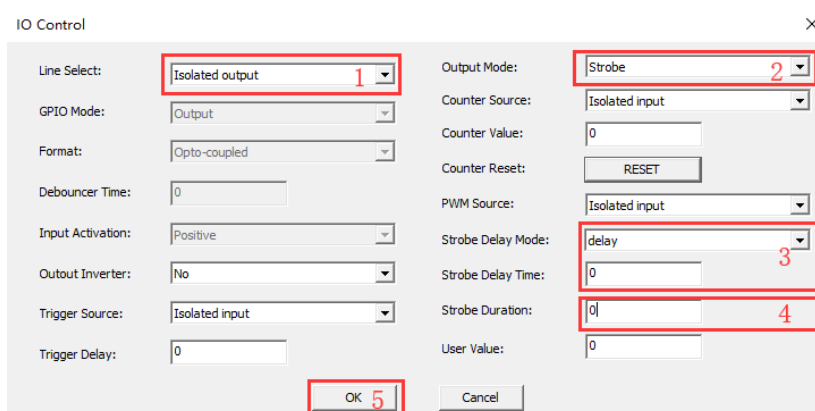 IO Control
Line Select:
Isolated output
1
GPIO Mode:
Output
Format:
Opto-coupled
Debouncer Time:
0
Input Activation:
Positive
Outout Inverter:
No
Trigger Source:
Isolated input
Trigger Delay:
0
Output Mode:
Strobe
2
Counter Source:
Isolated input
Counter Value:
0
Counter Reset:
RESET
PWM Source:
Isolated input
Strobe Delay Mode:
delay
3
Strobe Delay Time:
0
Strobe Duration:
0
4
User Value:
0
OK
5
Cancel